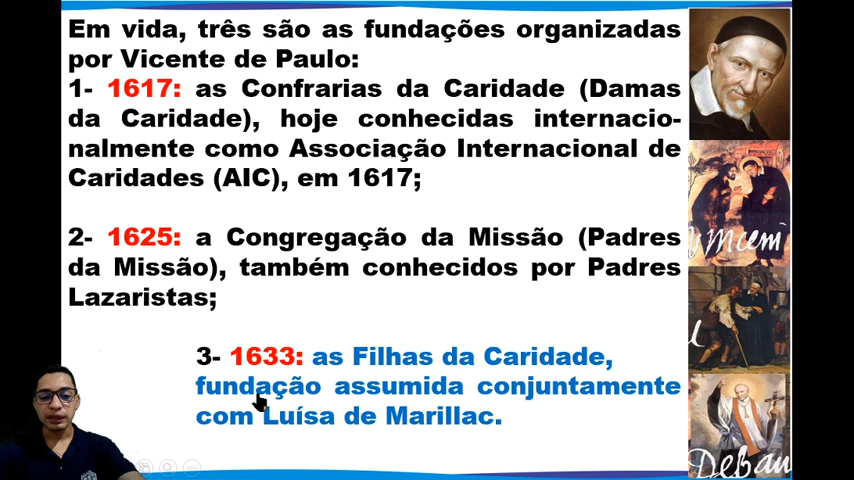 Em vida, três são as fundações organizadas
por Vicente de Paulo:
1- 1617: as Confrarias da Caridade (Damas
da Caridade), hoje conhecidas internacio-
nalmente como Associação Internacional de
Caridades (AIC), em 1617;
2- 1625: a Congregação da Missão (Padres
da Missão), também conhecidos por Padres
Lazaristas;
3- 1633: as Filhas da Caridade,
fundação assumida conjuntamente
com Luísa de Marillac.